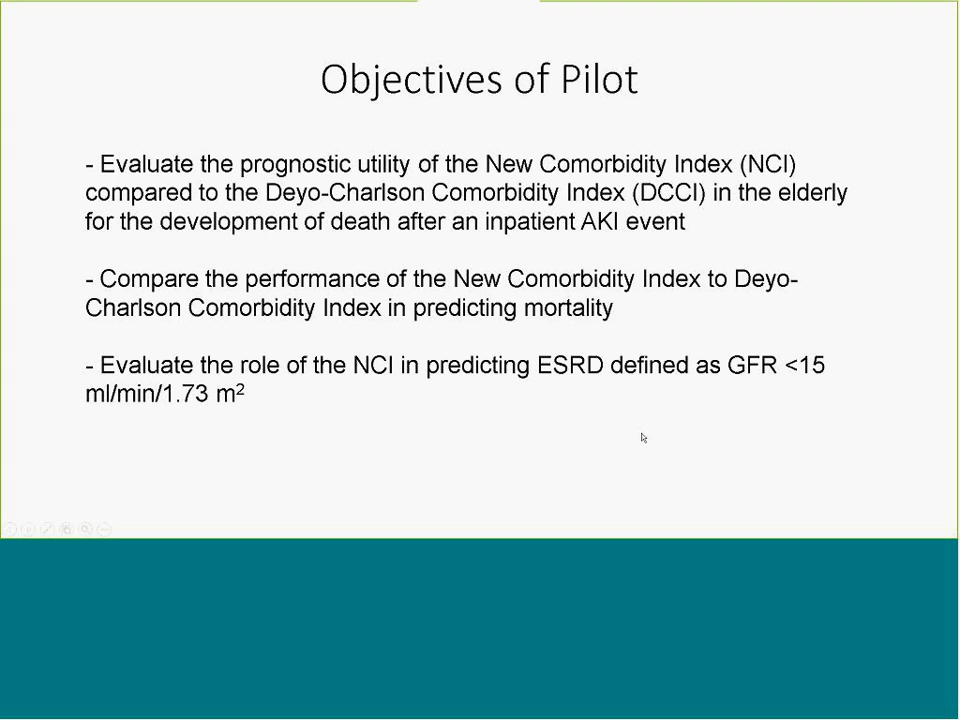 Objectives of Pilot
- Evaluate the prognostic utility of the New Comorbidity Index (NCI)
compared to the Deyo-Charlson Comorbidity Index (DCCI) in the elderly
for the development of death after an inpatient AKI event
- Compare the performance of the New Comorbidity Index to Deyo-
Charlson Comorbidity Index in predicting mortality
- Evaluate the role of the NCI in predicting ESRD defined as GFR <15
ml/min/1.73 m²